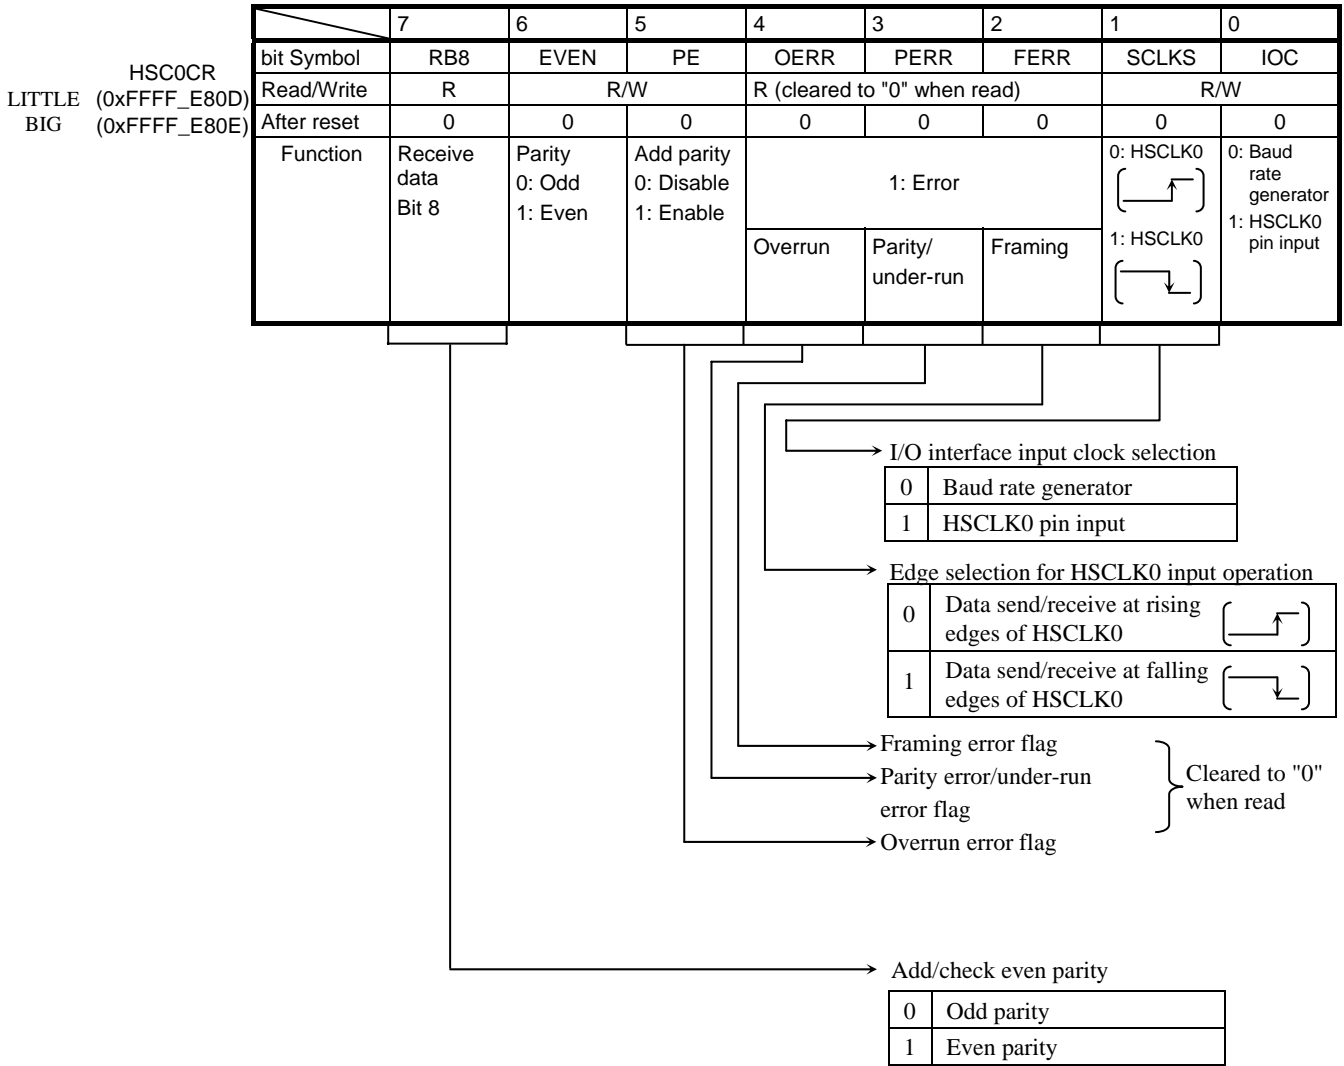 7 6 5 4 3 2 1 0
bit Symbol RB8 EVEN PE OERR PERR FERR SCLKS IOC
HSC0CR
LITTLE (0xFFFF_E80D)
BIG (0xFFFF_E80E)
Read/Write R R/W R (cleared to "0" when read) R/W
After reset 0 0 0 0 0 0 0 0
Function
Receive
data
Bit 8
Parity
0: Odd
1: Even
Add parity
0: Disable
1: Enable
1: Error
Overrun
Parity/
under-run
Framing
0: HSCLK0
1: HSCLK0
0: Baud
rate
generator
1: HSCLK0
pin input
I/O interface input clock selection
0 Baud rate generator
1 HSCLK0 pin input
Edge selection for HSCLK0 input operation
0 Data send/receive at rising
edges of HSCLK0
1 Data send/receive at falling
edges of HSCLK0
Framing error flag
Parity error/under-run
error flag
Overrun error flag
Cleared to "0"
when read
Add/check even parity
0 Odd parity
1 Even parity